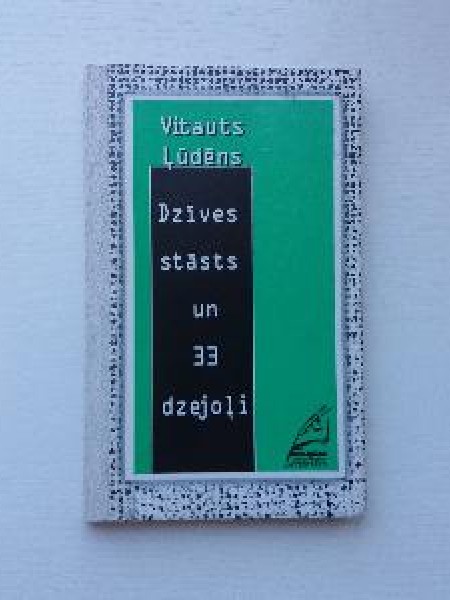 Vitauts
Ļūdēns
Dzīves
stāsts
un
33
dzejoļi